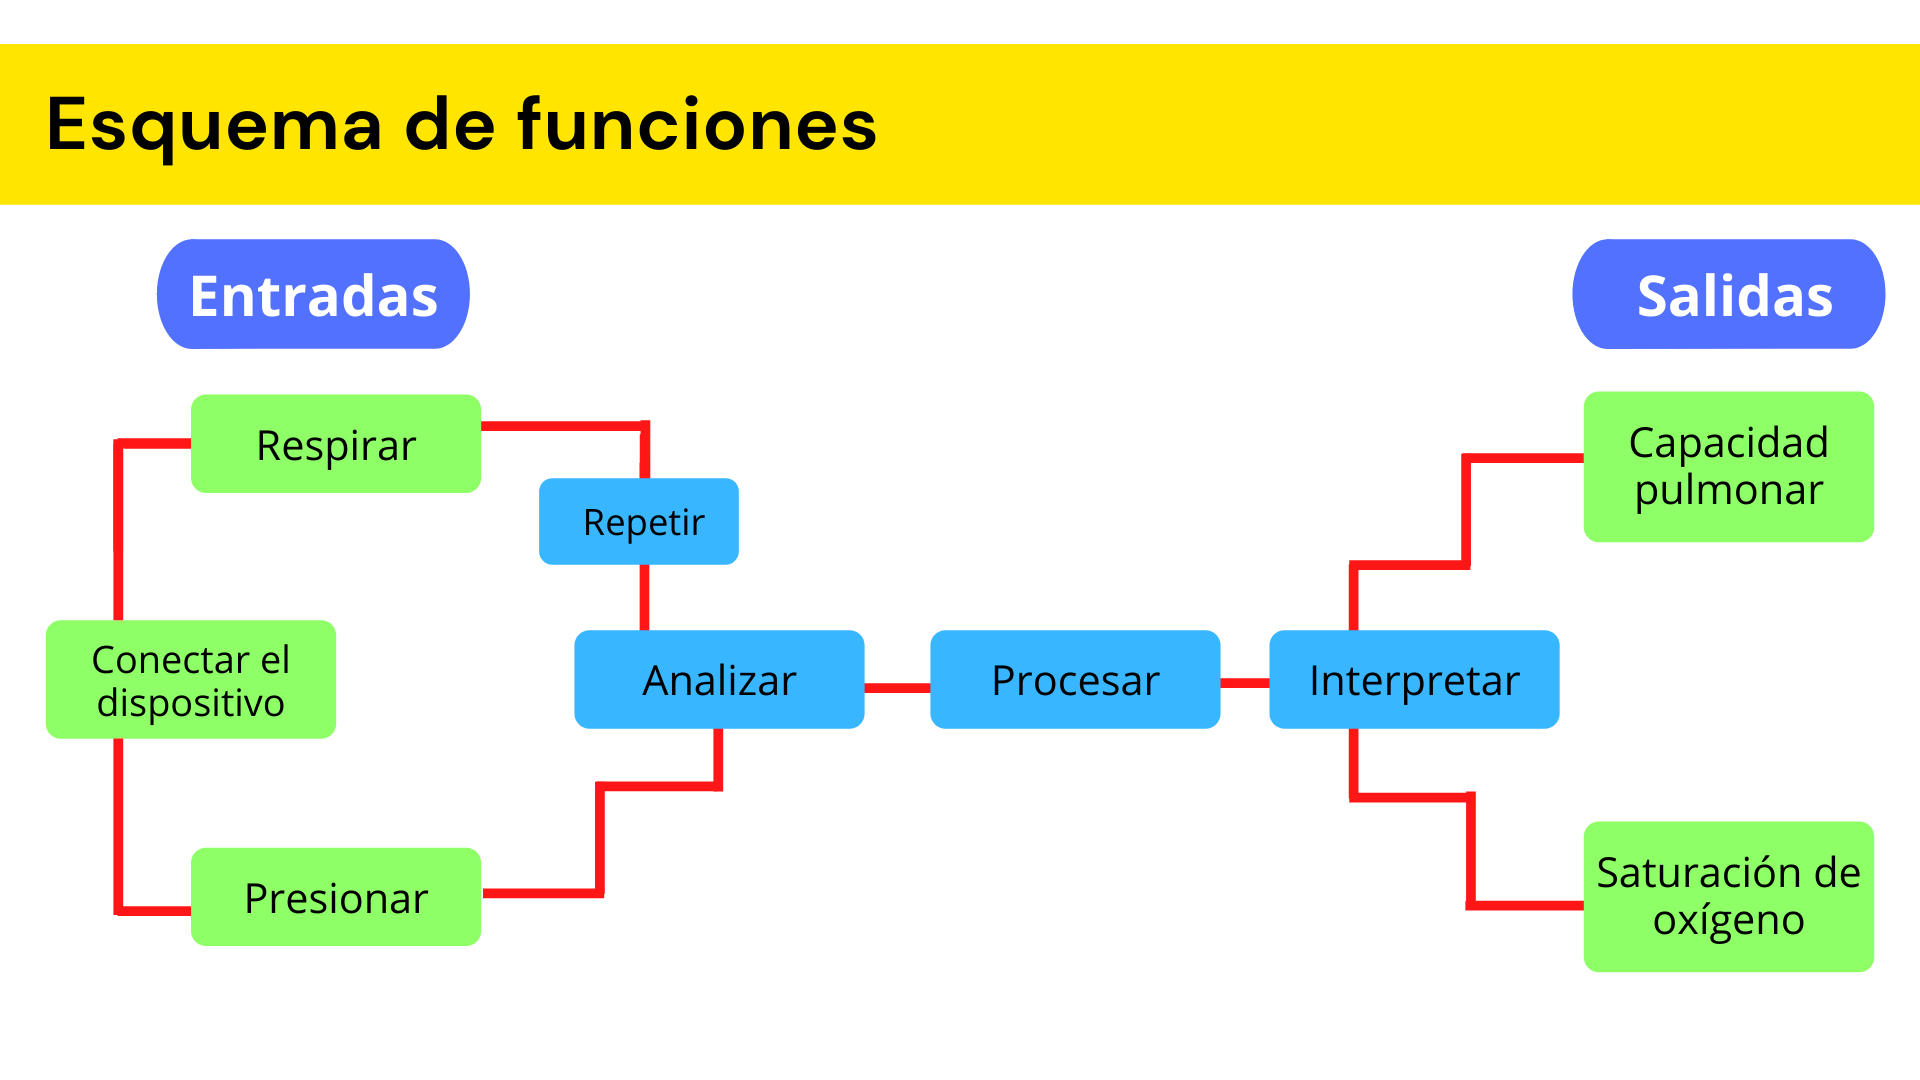 Esquema de funciones
Entradas
Salidas
Respirar
Capacidad
pulmonar
Repetir
Conectar el
dispositivo
Analizar
Procesar
Interpretar
Presionar
Saturación de
oxígeno